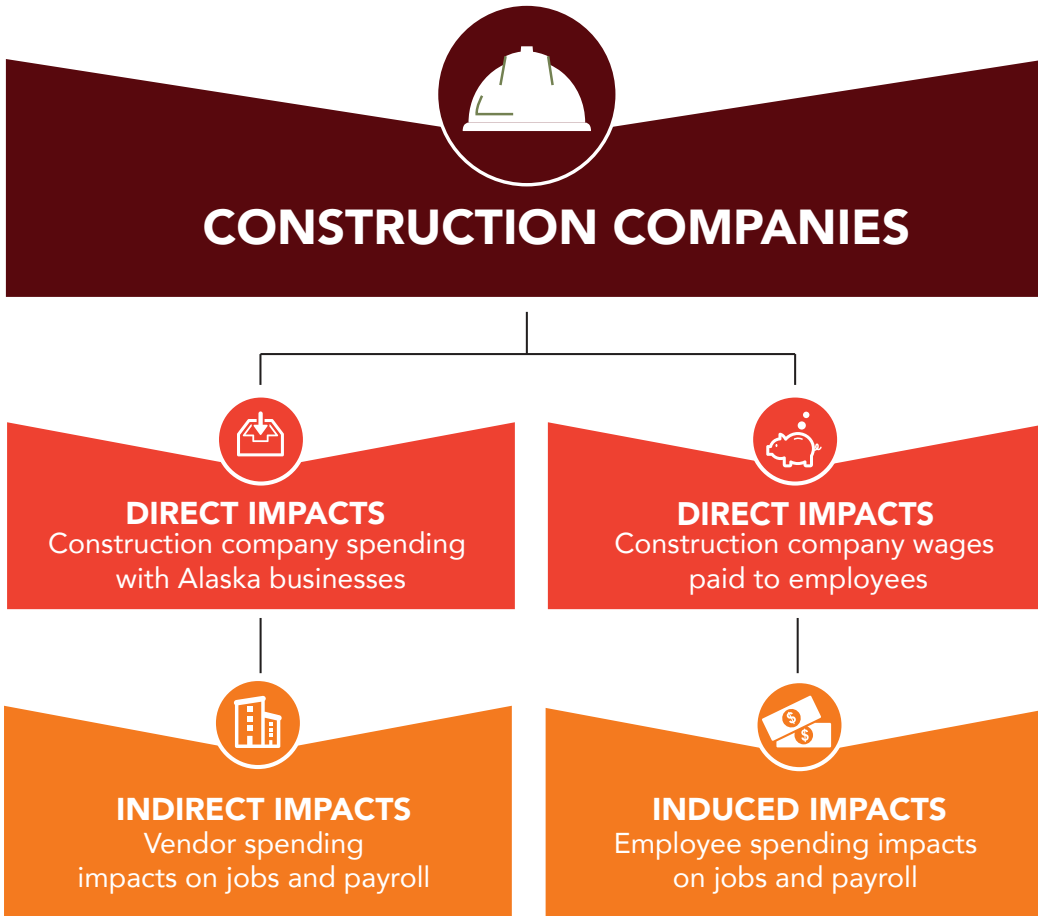 CONSTRUCTION COMPANIES
DIRECT IMPACTS
Construction company spending
with Alaska businesses
DIRECT IMPACTS
Construction company wages
paid to employees
INDIRECT IMPACTS
Vendor spending
impacts on jobs and payroll
$
$
INDUCED IMPACTS
Employee spending impacts
on jobs and payroll